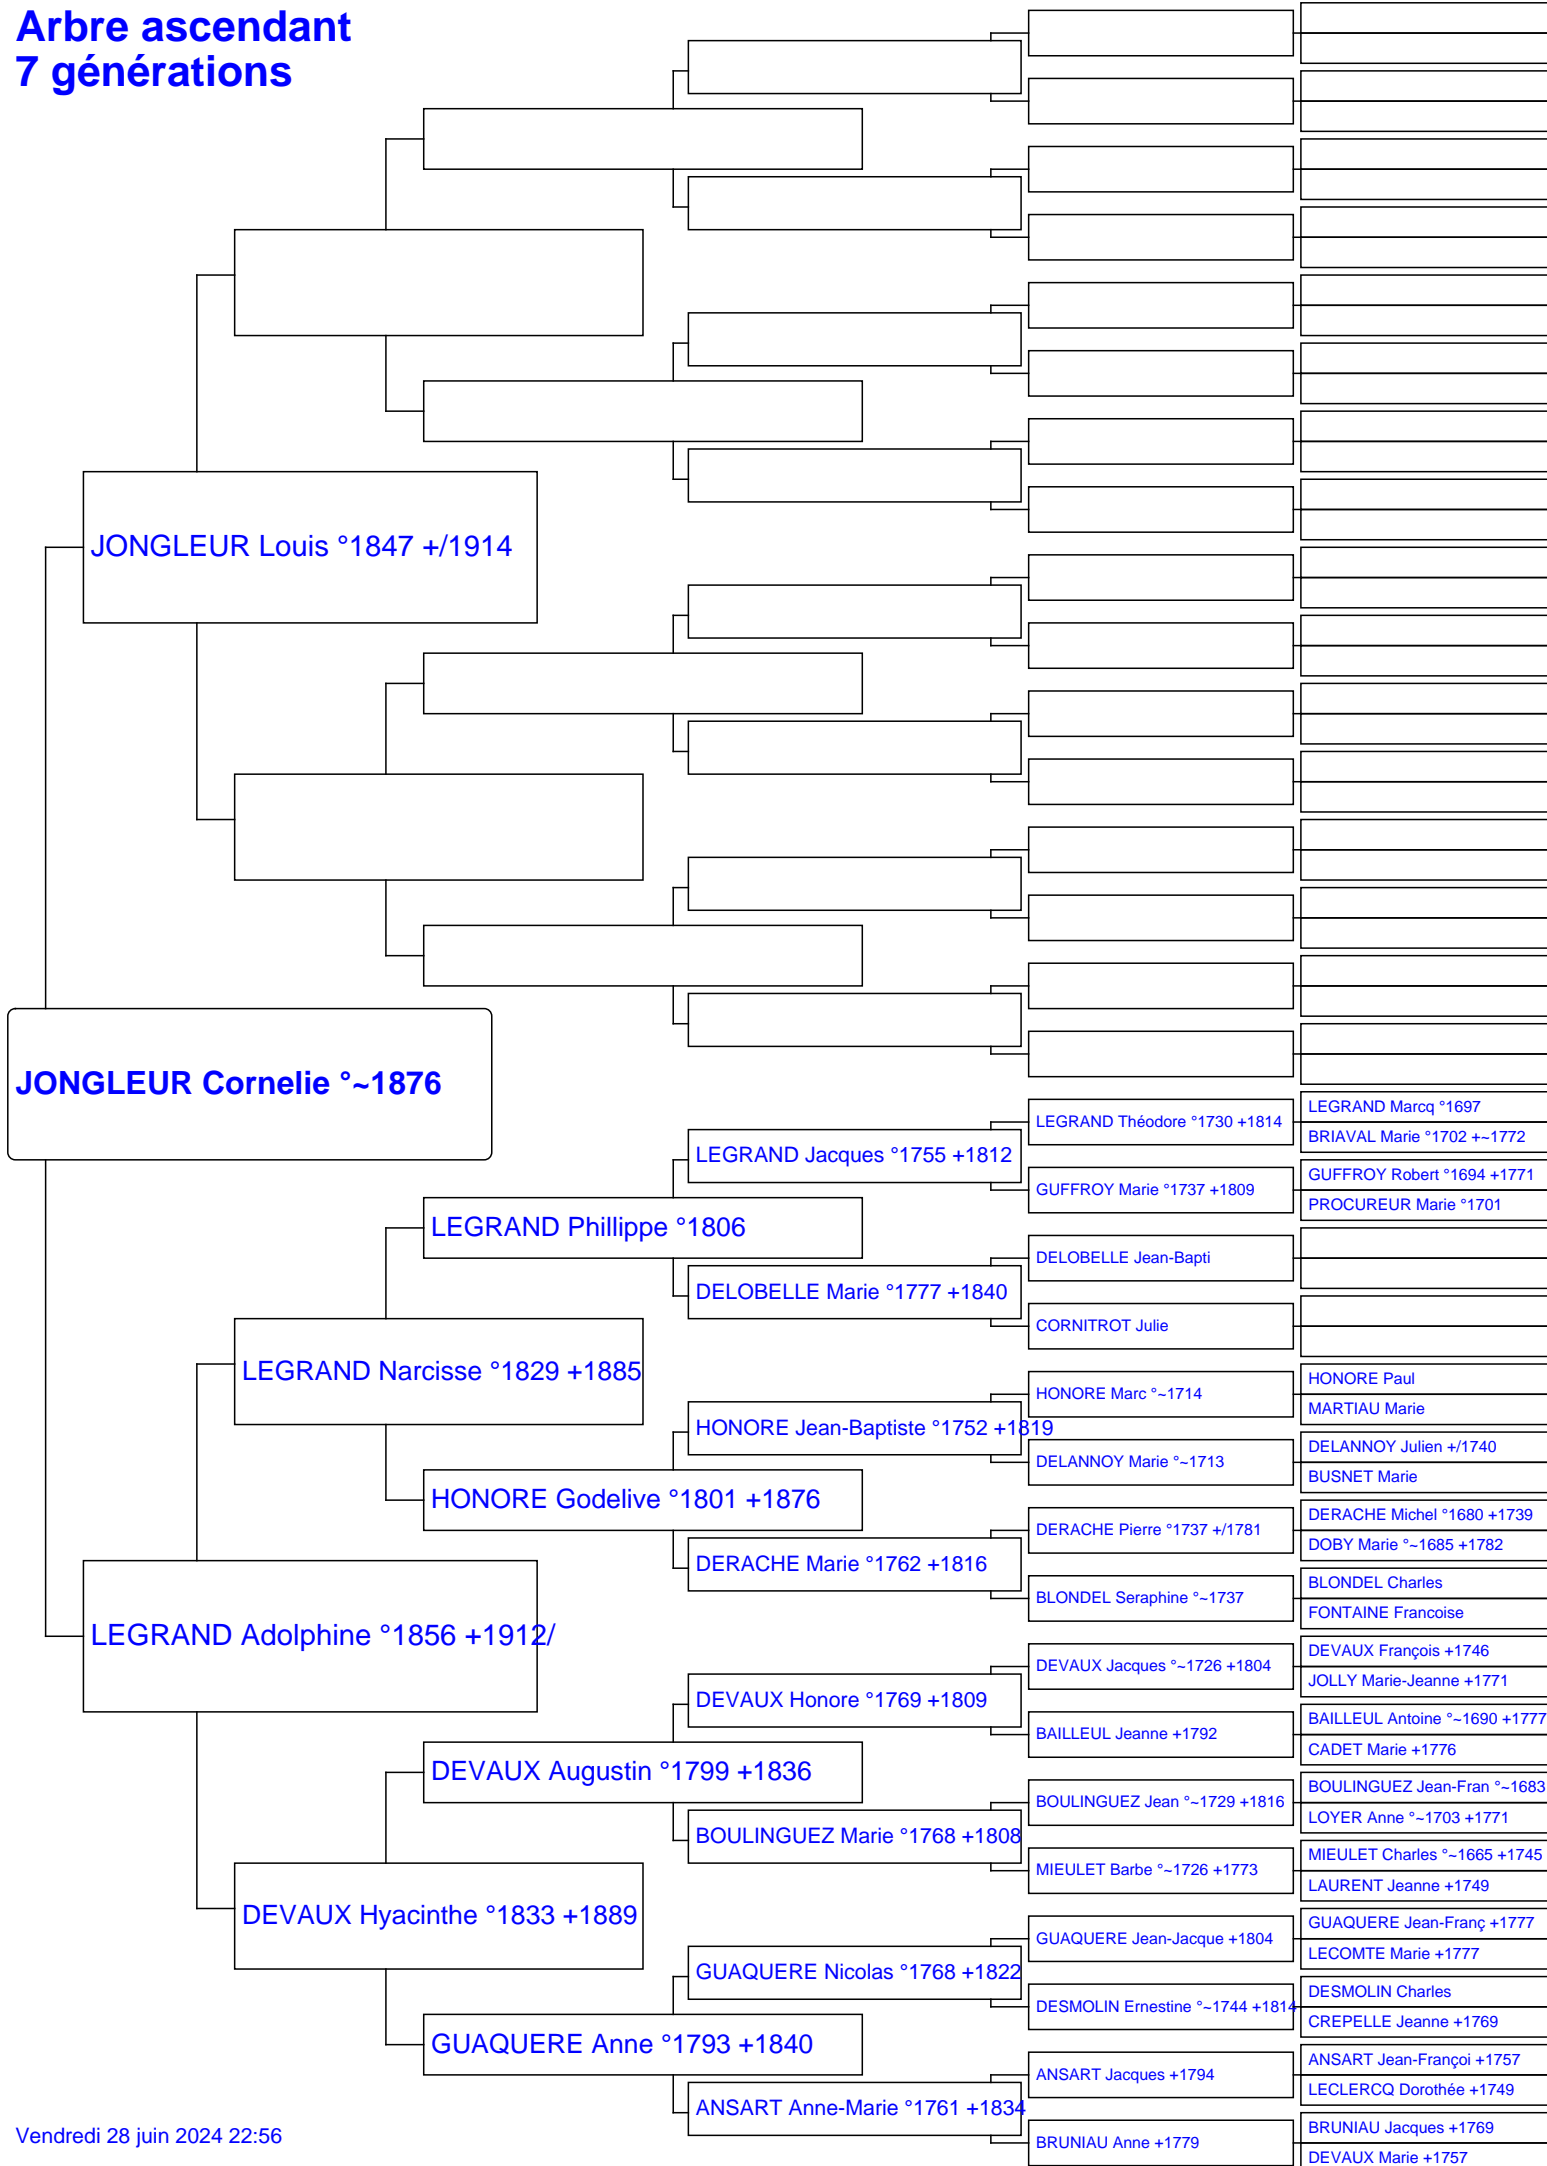 Arbre ascendant
7 générations
JONGLEUR Louis °1847 +/1914
JONGLEUR Cornelie °~1876
LEGRAND Adolphine °1856 +1912/
LEGRAND Narcisse °1829 +1885
DEVAUX Hyacinthe °1833 +1889
LEGRAND Phillippe °1806
HONORE Godelive °1801 +1876
DEVAUX Augustin °1799 +1836
GUAQUERE Anne °1793 +1840
LEGRAND Jacques °1755 +1812
DELOBELLE Marie °1777 +1840
HONORE Jean-Baptiste °1752 +1819
DERACHE Marie °1762 +1816
DEVAUX Honore °1769 +1809
BOULINGUEZ Marie °1768 +1808
GUAQUERE Nicolas °1768 +1822
ANSART Anne-Marie °1761 +1834
LEGRAND Théodore °1730 +1814
GUFFROY Marie °1737 +1809
DELOBELLE Jean-Bapti
CORNITROT Julie
HONORE Marc °~1714
DELANNOY Marie °~1713
DERACHE Pierre °1737 +/1781
BLONDEL Seraphine °~1737
DEVAUX Jacques °~1726 +1804
BAILLEUL Jeanne +1792
BOULINGUEZ Jean °~1729 +1816
MIEULET Barbe °~1726 +1773
GUAQUERE Jean-Jacque +1804
DESMOLIN Ernestine °~1744 +1814
ANSART Jacques +1794
BRUNIAU Anne +1779
LEGRAND Marcq °1697
BRIAVAL Marie °1702 +~1772
GUFFROY Robert °1694 +1771
PROCUREUR Marie °1701
HONORE Paul
MARTIAU Marie
DELANNOY Julien +/1740
BUSNET Marie
DERACHE Michel °1680 +1739
DOBY Marie °~1685 +1782
BLONDEL Charles
FONTAINE Francoise
DEVAUX François +1746
JOLLY Marie-Jeanne +1771
BAILLEUL Antoine °~1690 +1777
CADET Marie +1776
BOULINGUEZ Jean-Fran °~1683
LOYER Anne °~1703 +1771
MIEULET Charles °~1665 +1745
LAURENT Jeanne +1749
GUAQUERE Jean-Franç +1777
LECOMTE Marie +1777
DESMOLIN Charles
CREPELLE Jeanne +1769
ANSART Jean-Françoi +1757
LECLERCQ Dorothée +1749
BRUNIAU Jacques +1769
DEVAUX Marie +1757
Vendredi 28 juin 2024 22:56